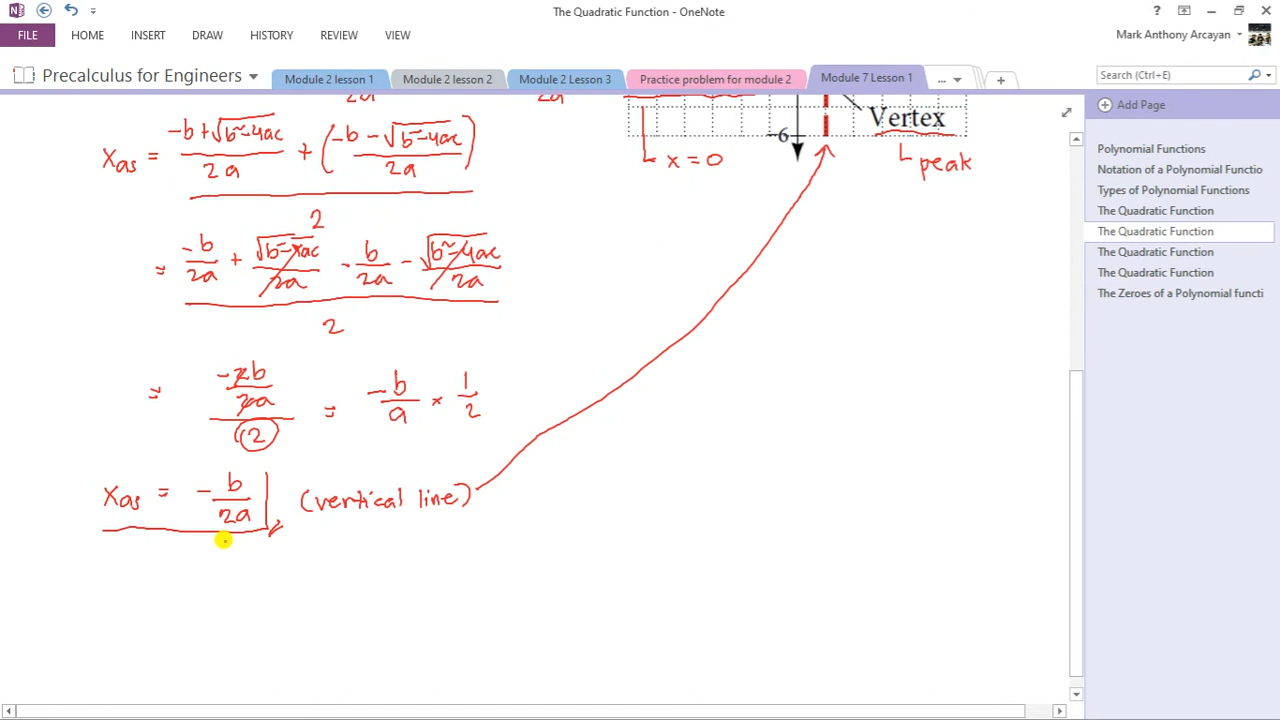 The Quadratic Function - OneNote
?
FILE HOME INSERT DRAW HISTORY REVIEW VIEW
Mark Anthony Arcayan
Precalculus for Engineers
Module 2 lesson 1
Module 2 lesson 2
Module 2 Lesson 3
Practice problem for module 2
Module 7 Lesson 1
...
Search (Ctrl+E)
Add Page
Polynomial Functions
Notation of a Polynomial Functio
Types of Polynomial Functions
The Quadratic Function
The Quadratic Function
The Quadratic Function
The Quadratic Function
The Zeroes of a Polynomial functi
2a 2a
Vertex
-6
x = 0
peak
xas = -b+√b²-4ac / 2a + (-b-√b²-4ac / 2a)
2
= -b/2a + √b²-4ac/2a - b/2a - √b²-4ac/2a
2
= -2b/2a / 2 = -b/a × 1/2
xas = -b/2a (vertical line)